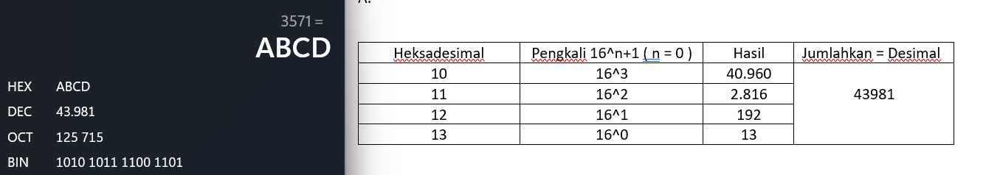 3571 =
ABCD
HEX ABCD
DEC 43.981
OCT 125 715
BIN 1010 1011 1100 1101
Heksadesimal Pengkali 16^n+1 ( n = 0 ) Hasil Jumlahkan = Desimal
10 16^3 40.960
11 16^2 2.816 43981
12 16^1 192
13 16^0 13